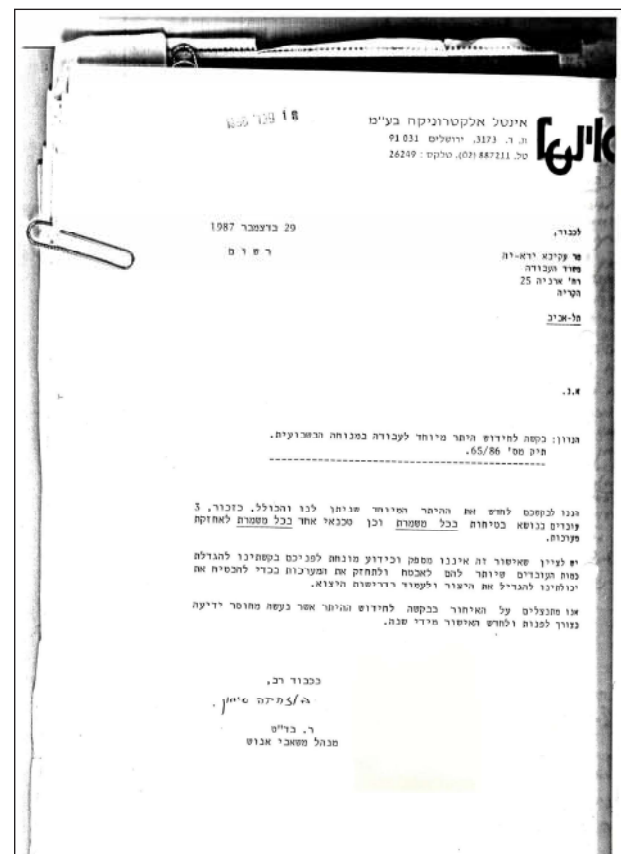 אינטל אלקטרוניקה בע"מ
ת. ד. 3173, ירושלים 91 031
טל. 887211 (02), טלקס: 26249
אינטל
29 בדצמבר 1987
ר ש ו ם
לכבוד,
מר עקיבא ירא-יה
משרד העבודה
רח' ארניה 25
הקריה
תל-אביב
א.נ.
הנדון: בקשה לחידוש היתר מיוחד לעבודה במנוחה השבועית.
תיק מס' 65/86.
הננו לבקשכם לחדש את ההיתר המיוחד שניתן לנו והכולל, כזכור, 3
עובדים בנושא בטיחות בכל משמרת וכן טכנאי אחד בכל משמרת לאחזקת
מערכות.
יש לציין שאישור זה איננו מספק וכידוע מונחת לפניכם בקשתינו להגדלת
כמות העובדים שיותר להם לאבטח ולתחזק את המערכות בכדי להבטיח את
יכולתינו להגדיל את היצור ולעמוד בדרישות היצוא.
אנו מתנצלים על האיחור בבקשה לחידוש ההיתר אשר נעשה מחוסר ידיעה
בצורך לפנות ולחדש האישור מידי שנה.
בכבוד רב,
ר. בד"ט
מנהל משאבי אנוש